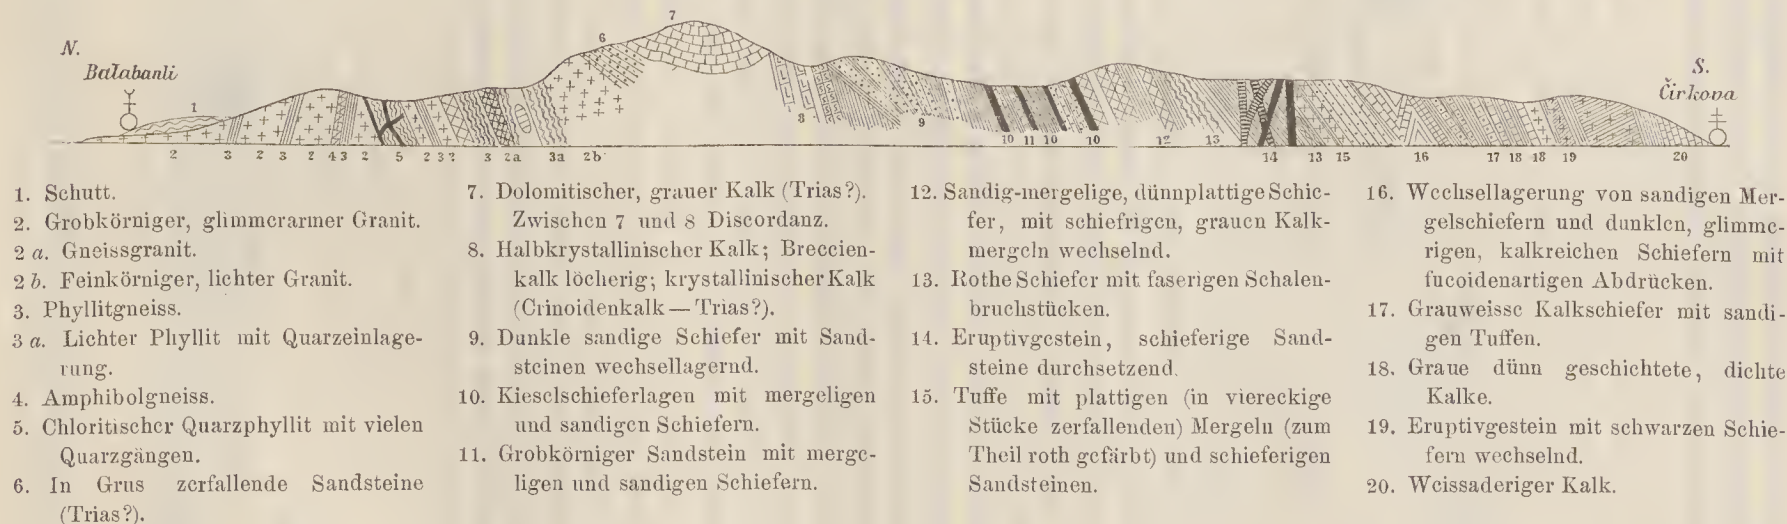 7
6
N.
Balabanli
S.
Čirkova
1
8
9
10 11 10
10
12
13
2 3 2 3 2 4 3 2 5 2 3 ? 3 2a 3a 2b
14 13 15 16 17 18 18 19 20
1. Schutt.
2. Grobkörniger, glimmerarmer Granit.
2 a. Gneissgranit.
2 b. Feinkörniger, lichter Granit.
3. Phyllitgneiss.
3 a. Lichter Phyllit mit Quarzeinlage-
rung.
4. Amphibolgneiss.
5. Chloritischer Quarzphyllit mit vielen
Quarzgängen.
6. In Grus zerfallende Sandsteine
(Trias?).
7. Dolomitischer, grauer Kalk (Trias?).
Zwischen 7 und 8 Discordanz.
8. Halbkrystallinischer Kalk; Breccien-
kalk löcherig; krystallinischer Kalk
(Crinoidenkalk — Trias?).
9. Dunkle sandige Schiefer mit Sand-
steinen wechsellagernd.
10. Kieselschieferlagen mit mergeligen
und sandigen Schiefern.
11. Grobkörniger Sandstein mit merge-
ligen und sandigen Schiefern.
12. Sandig-mergelige, dünnplattige Schie-
fer, mit schiefrigen, grauen Kalk-
mergeln wechselnd.
13. Rothe Schiefer mit faserigen Schalen-
bruchstücken.
14. Eruptivgestein, schieferige Sand-
steine durchsetzend.
15. Tuffe mit plattigen (in viereckige
Stücke zerfallenden) Mergeln (zum
Theil roth gefärbt) und schieferigen
Sandsteinen.
16. Wechsellagerung von sandigen Mer-
gelschiefern und dunklen, glimme-
rigen, kalkreichen Schiefern mit
fucoidenartigen Abdrücken.
17. Grauweisse Kalkschiefer mit sandi-
gen Tuffen.
18. Graue dünn geschichtete, dichte
Kalke.
19. Eruptivgestein mit schwarzen Schie-
fern wechselnd.
20. Weissaderiger Kalk.